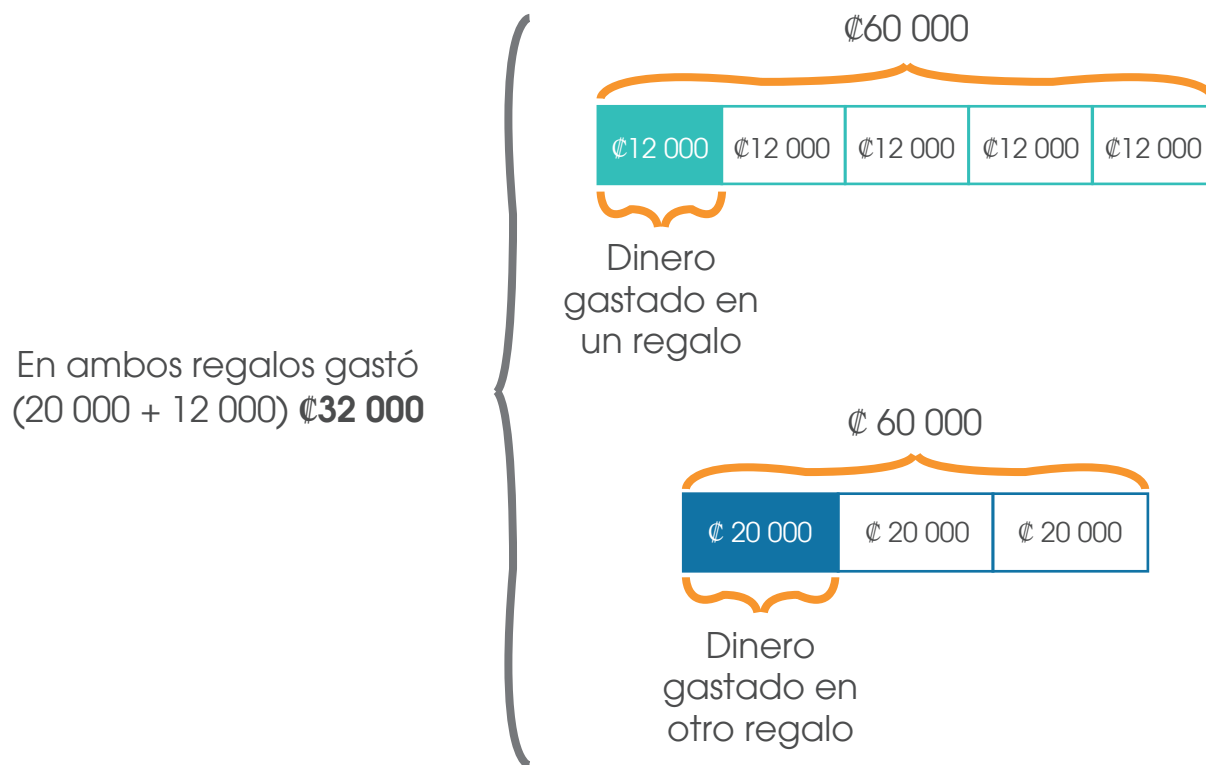 ₡60 000
₡12 000 ₡12 000 ₡12 000 ₡12 000 ₡12 000
Dinero
gastado en
un regalo
En ambos regalos gastó
(20 000 + 12 000) ₡32 000
₡ 60 000
₡ 20 000 ₡ 20 000 ₡ 20 000
Dinero
gastado en
otro regalo